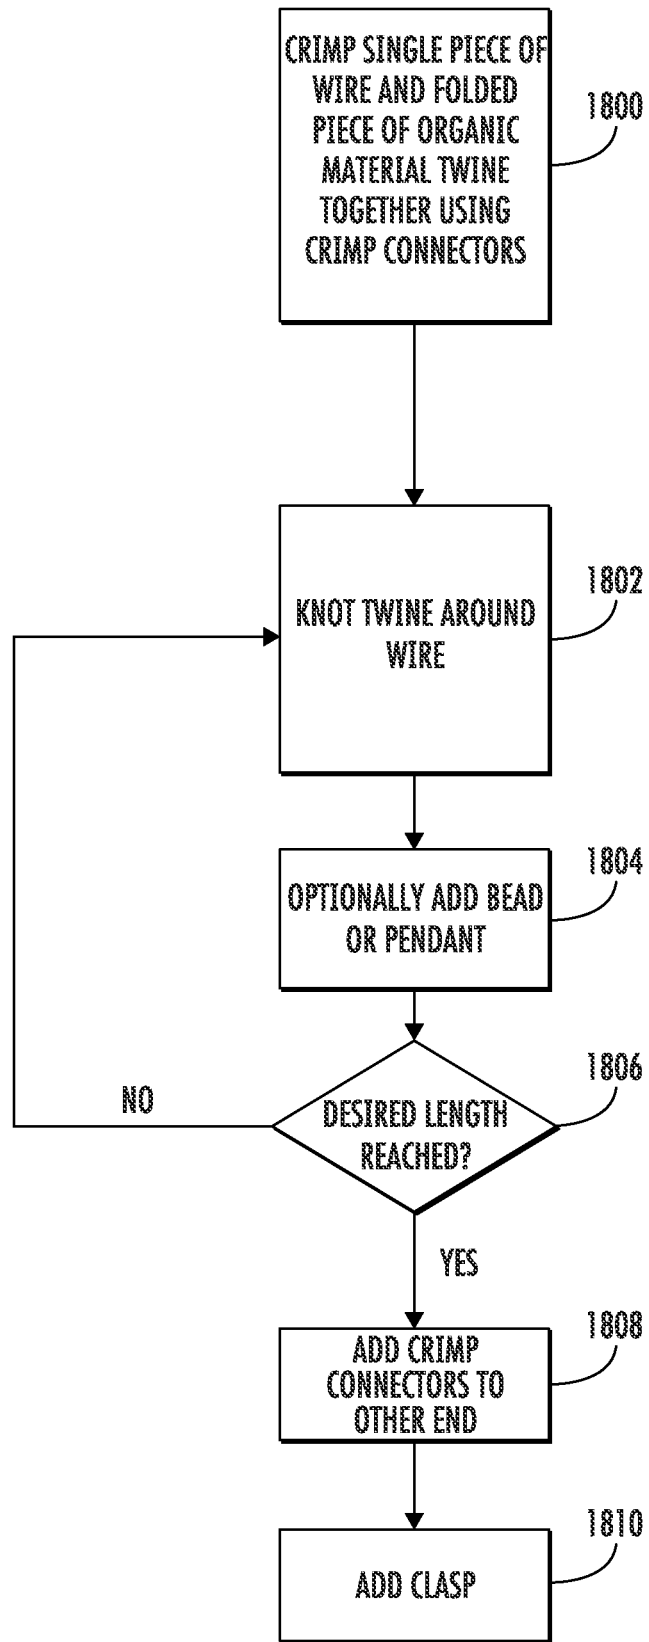 CRIMP SINGLE PIECE OF
WIRE AND FOLDED
PIECE OF ORGANIC
MATERIAL TWINE
TOGETHER USING
CRIMP CONNECTORS
1800
KNOT TWINE AROUND
WIRE
1802
OPTIONALLY ADD BEAD
OR PENDANT
1804
DESIRED LENGTH
REACHED?
1806
NO
YES
ADD CRIMP
CONNECTORS TO
OTHER END
1808
ADD CLASP
1810